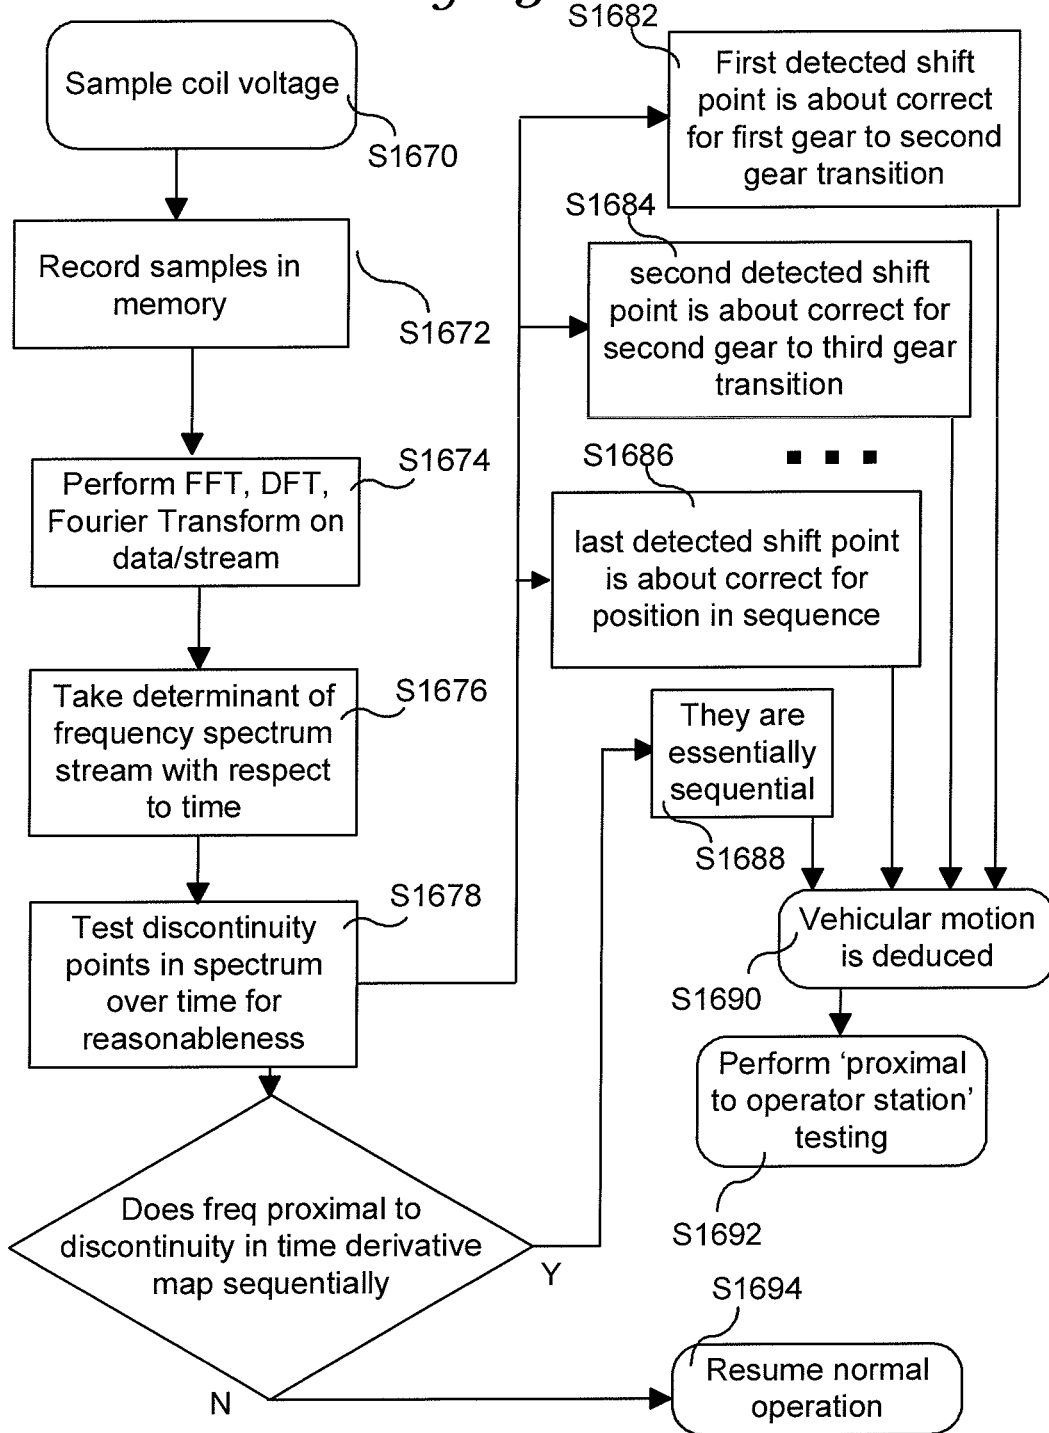 Sample coil voltage
S1670
Record samples in
memory
S1672
Perform FFT, DFT,
Fourier Transform on
data/stream
S1674
Take determinant of
frequency spectrum
stream with respect
to time
S1676
Test discontinuity
points in spectrum
over time for
reasonableness
S1678
Does freq proximal to
discontinuity in time derivative
map sequentially
Y
N
S1682
First detected shift
point is about correct
for first gear to second
gear transition
S1684
second detected shift
point is about correct for
second gear to third gear
transition
S1686
last detected shift point
is about correct for
position in sequence
They are
essentially
sequential
S1688
Vehicular motion
is deduced
S1690
Perform ‘proximal
to operator station’
testing
S1692
S1694
Resume normal
operation